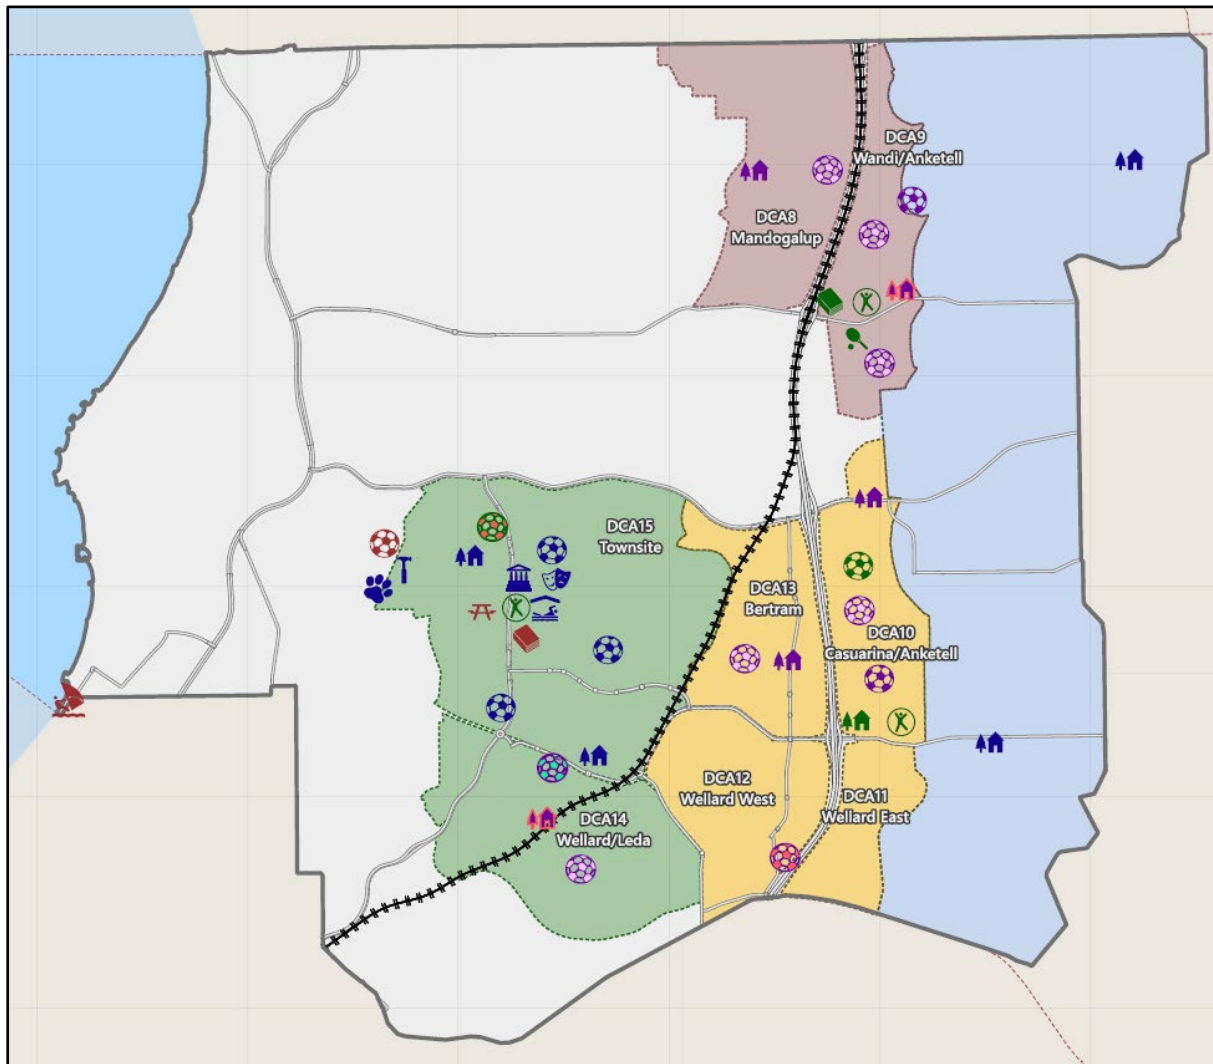 DCA9
Wandi/Anketell
DCA8
Mandogalup
DCA15
Townsite
DCA13
Bertram
DCA10
Casuarina/Anketell
DCA12
Wellard West
DCA11
Wellard East
DCA14
Wellard/Leda